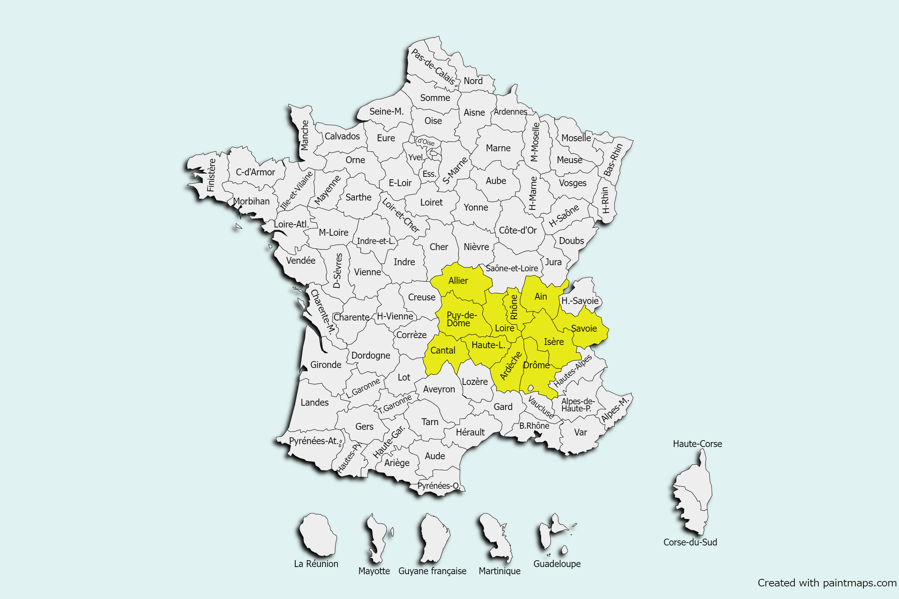 Pas-de-Calais
Nord
Somme
Seine-M.
Oise
Aisne
Ardennes
Manche
Calvados
Eure
V.d'Oise
Yvel.
Ess.
S-Marne
Marne
M-Moselle
Moselle
Meuse
Bas-Rhin
Finistère
C-d'Armor
Morbihan
Ille-et-Vilaine
Mayenne
Orne
Sarthe
E-Loir
Loir-et-Cher
Loiret
Yonne
Aube
H-Marne
Vosges
H-Rhin
H-Saône
Côte-d'Or
Doubs
Loire-Atl.
M-Loire
Indre-et-L.
Cher
Nièvre
Vendée
D-Sèvres
Vienne
Indre
Saône-et-Loire
Jura
Allier
Charente-M.
Charente
H-Vienne
Creuse
Puy-de-
Dôme
Loire
Rhône
Ain
H.-Savoie
Savoie
Isère
Corrèze
Cantal
Haute-L.
Ardèche
Drôme
Hautes-Alpes
Gironde
Dordogne
Lot
L.Garonne
T.Garonne
Aveyron
Lozère
Gard
Vaucluse
Alpes-de-
Haute-P.
Alpes-M.
Landes
Gers
Tarn
Hérault
B.Rhône
Var
Pyrénées-At.
Hautes-Py.
Haute-Gar.
Ariège
Aude
Pyrénées-O.
Haute-Corse
Corse-du-Sud
La Réunion
Mayotte
Guyane française
Martinique
Guadeloupe
Created with paintmaps.com